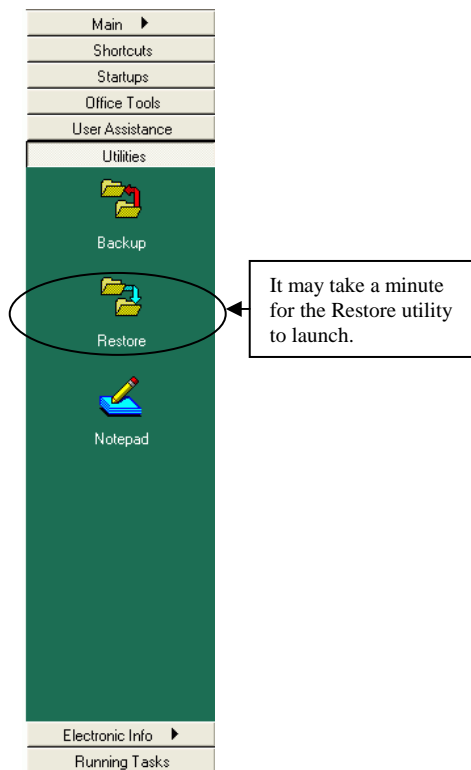 Main
Shortcuts
Startups
Office Tools
User Assistance
Utilities
Backup
Restore
It may take a minute
for the Restore utility
to launch.
Notepad
Electronic Info
Running Tasks